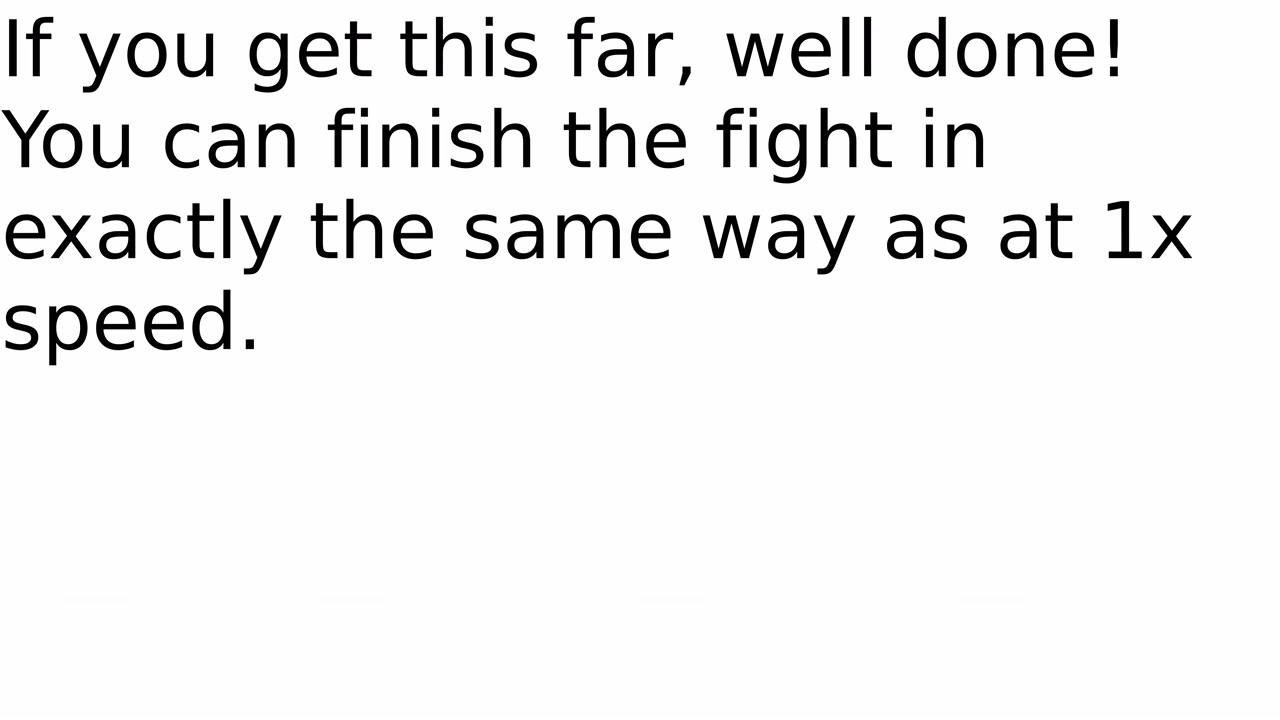 If you get this far, well done!
You can finish the fight in
exactly the same way as at 1x
speed.